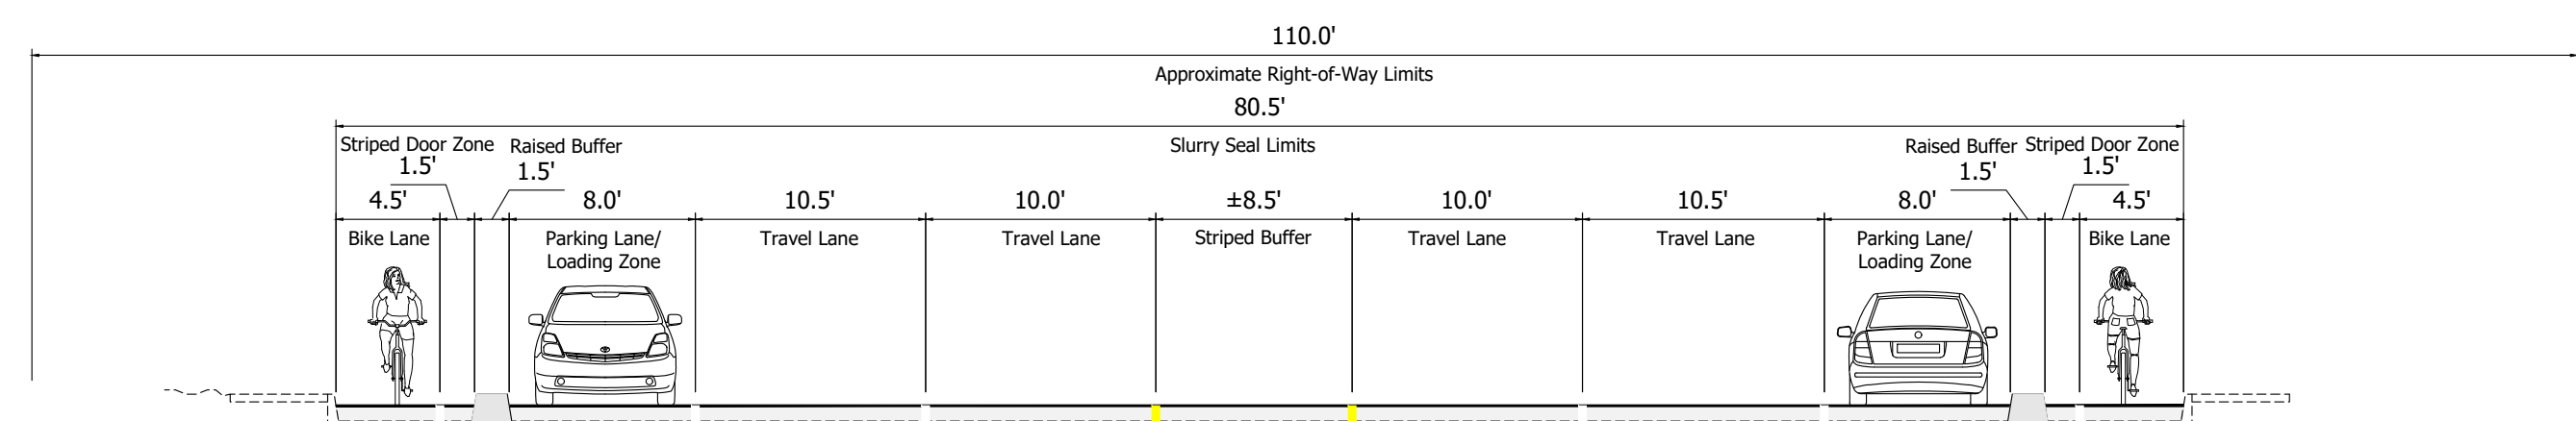 110.0'
Approximate Right-of-Way Limits
80.5'
Slurry Seal Limits
Striped Door Zone
1.5'
Raised Buffer
1.5'
Raised Buffer
1.5'
Striped Door Zone
1.5'
4.5'
8.0'
10.5'
10.0'
±8.5'
10.0'
10.5'
8.0'
4.5'
Bike Lane
Parking Lane/
Loading Zone
Travel Lane
Travel Lane
Striped Buffer
Travel Lane
Travel Lane
Parking Lane/
Loading Zone
Bike Lane